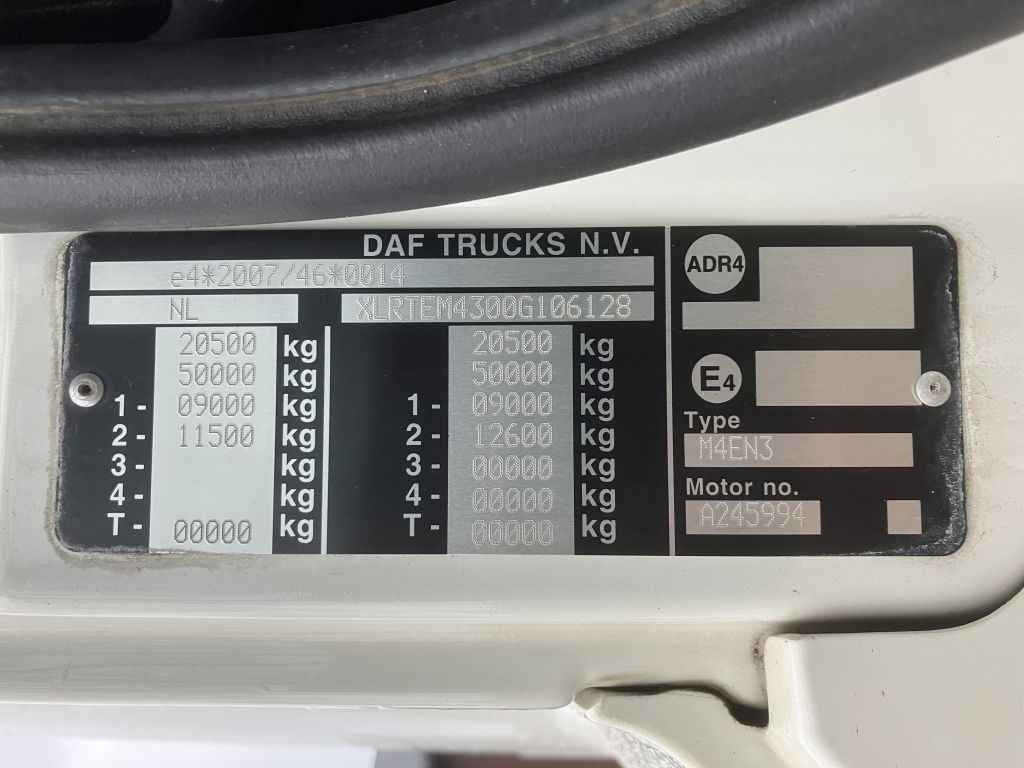 DAF TRUCKS N.V.
e4*2007/46*0014
NL XLRTEM4300G106128
20500 kg 20500 kg
50000 kg 50000 kg
1- 09000 kg 1- 09000 kg
2- 11500 kg 2- 12600 kg
3- kg 3- 00000 kg
4- kg 4- 00000 kg
T- 00000 kg T- 00000 kg
ADR4
E4
Type
M4EN3
Motor no.
A245994 -